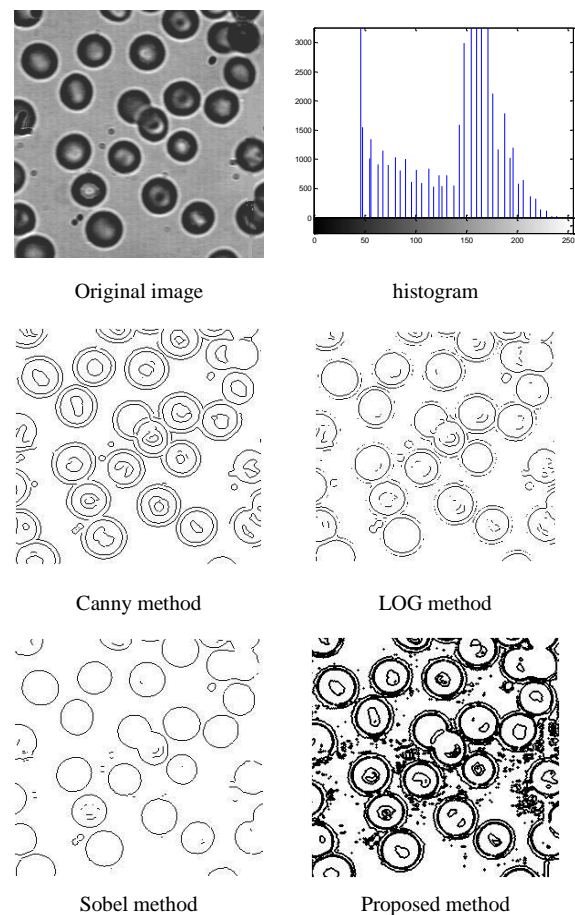 3000
2500
2000
1500
1000
500
0
0 50 100 150 200 250
Original image histogram
Canny method LOG method
Sobel method Proposed method